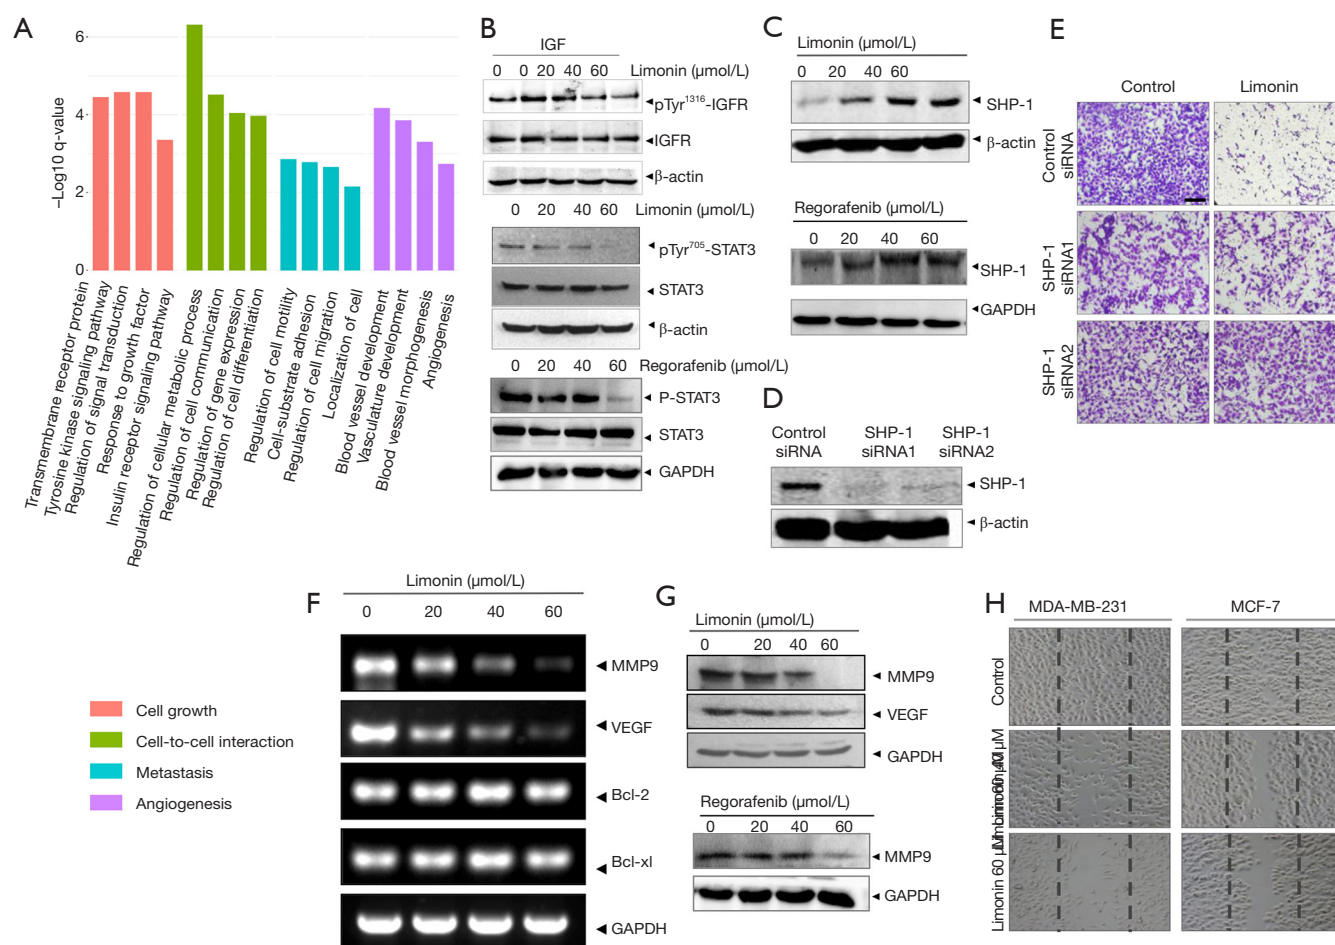 A
6
4
2
0
–Log10 q-value
Transmembrane receptor protein
Tyrosine kinase signaling pathway
Regulation of signal transduction
Response to growth factor
Insulin receptor signaling pathway
Regulation of cellular metabolic process
Regulation of cell communication
Regulation of gene expression
Regulation of cell differentiation
Regulation of cell motility
Cell-substrate adhesion
Regulation of cell migration
Localization of cell
Blood vessel development
Vasculature development
Blood vessel morphogenesis
Angiogenesis
Cell growth
Cell-to-cell interaction
Metastasis
Angiogenesis
B
IGF
0 0 20 40 60 Limonin (µmol/L)
pTyr1316-IGFR
IGFR
β-actin
Limonin (µmol/L)
0 20 40 60
pTyr705-STAT3
STAT3
β-actin
Regorafenib (µmol/L)
0 20 40 60
P-STAT3
STAT3
GAPDH
C
Limonin (µmol/L)
0 20 40 60
SHP-1
β-actin
Regorafenib (µmol/L)
0 20 40 60
SHP-1
GAPDH
D
Control siRNA
SHP-1 siRNA1
SHP-1 siRNA2
SHP-1
β-actin
E
Control Limonin
Control siRNA
SHP-1 siRNA1
SHP-1 siRNA2
F
Limonin (µmol/L)
0 20 40 60
MMP9
VEGF
Bcl-2
Bcl-xl
GAPDH
G
Limonin (µmol/L)
0 20 40 60
MMP9
VEGF
GAPDH
Regorafenib (µmol/L)
0 20 40 60
MMP9
GAPDH
H
MDA-MB-231 MCF-7
Control
Limonin 60 µM